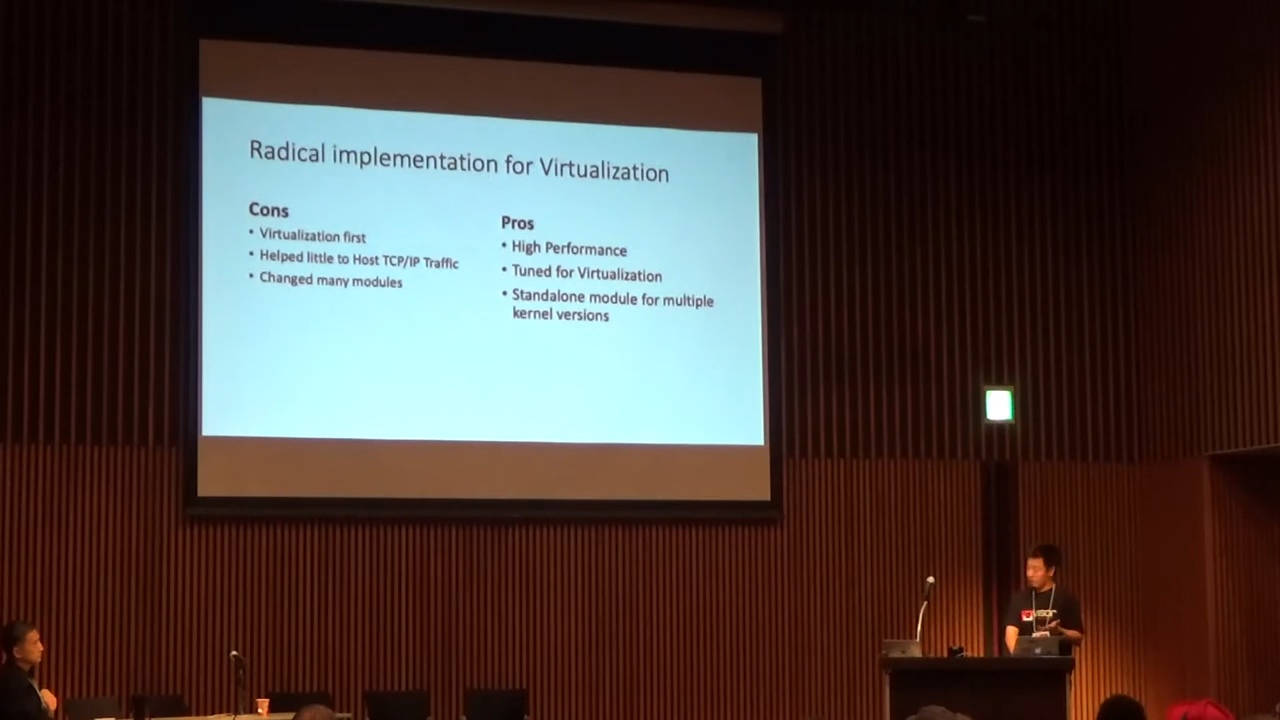 Radical implementation for Virtualization
Cons
• Virtualization first
• Helped little to Host TCP/IP Traffic
• Changed many modules
Pros
• High Performance
• Tuned for Virtualization
• Standalone module for multiple
kernel versions